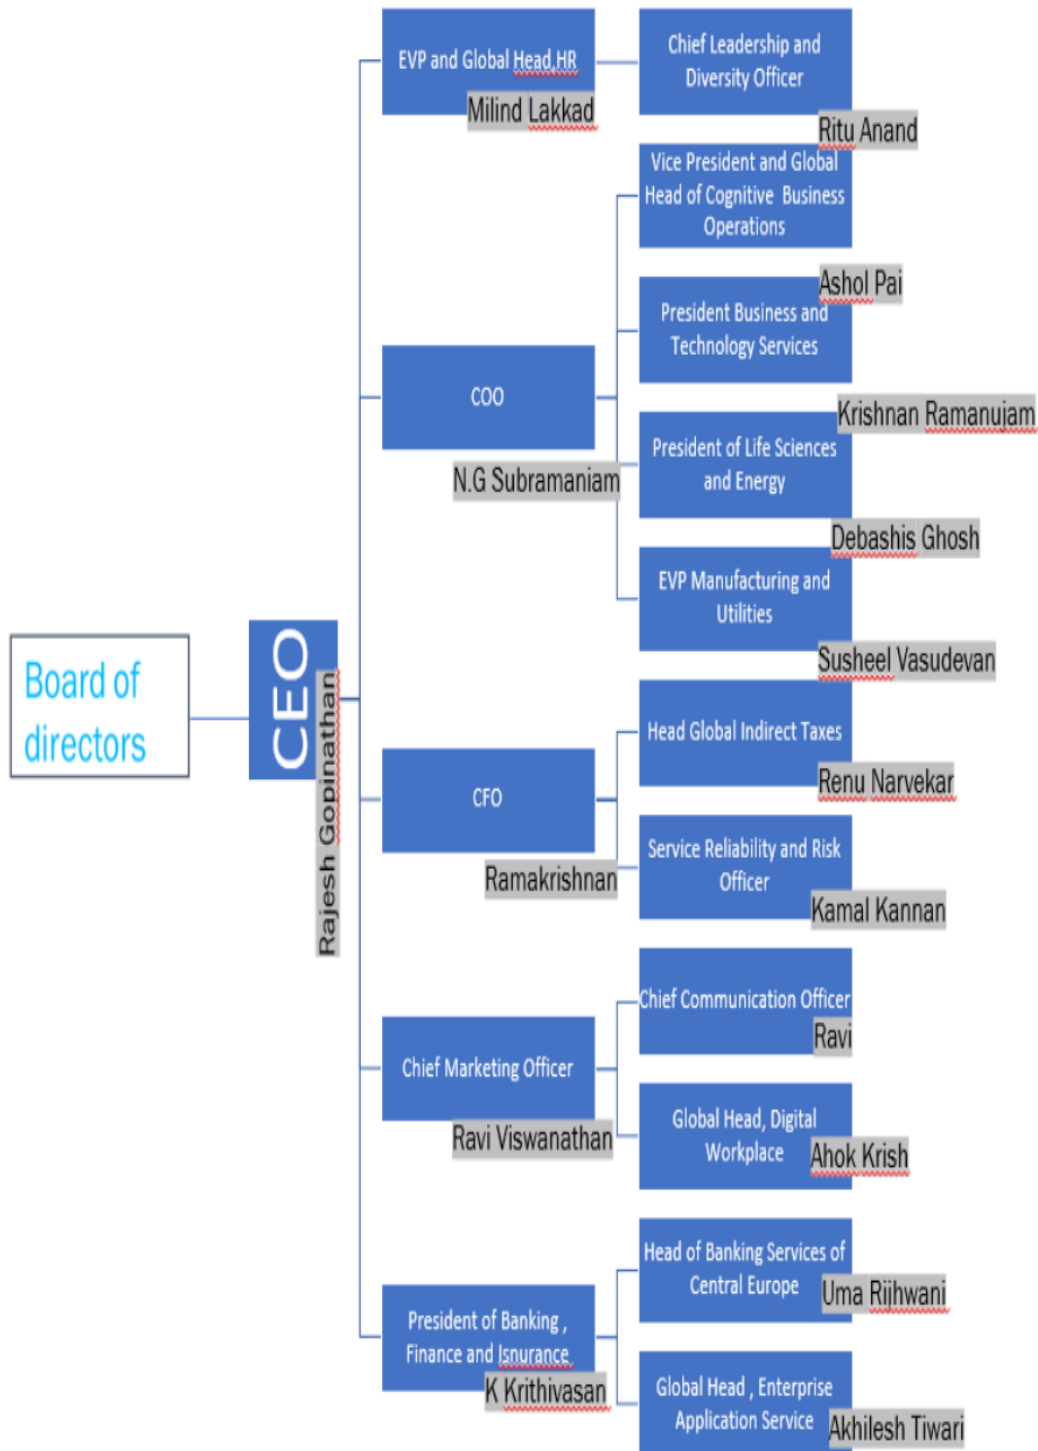 Board of
directors
CEO
Rajesh Gopinathan
EVP and Global Head,HR
Milind Lakkad
Chief Leadership and
Diversity Officer
Ritu Anand
COO
N.G Subramaniam
Vice President and Global
Head of Cognitive Business
Operations
Ashol Pai
President Business and
Technology Services
Krishnan Ramanujam
President of Life Sciences
and Energy
Debashis Ghosh
EVP Manufacturing and
Utilities
Susheel Vasudevan
CFO
Ramakrishnan
Head Global Indirect Taxes
Renu Narvekar
Service Reliability and Risk
Officer
Kamal Kannan
Chief Marketing Officer
Ravi Viswanathan
Chief Communication Officer
Ravi
Global Head, Digital
Workplace
Ahok Krish
President of Banking ,
Finance and Isnurance
K Krithivasan
Head of Banking Services of
Central Europe
Uma Rijhwani
Global Head , Enterprise
Application Service
Akhilesh Tiwari